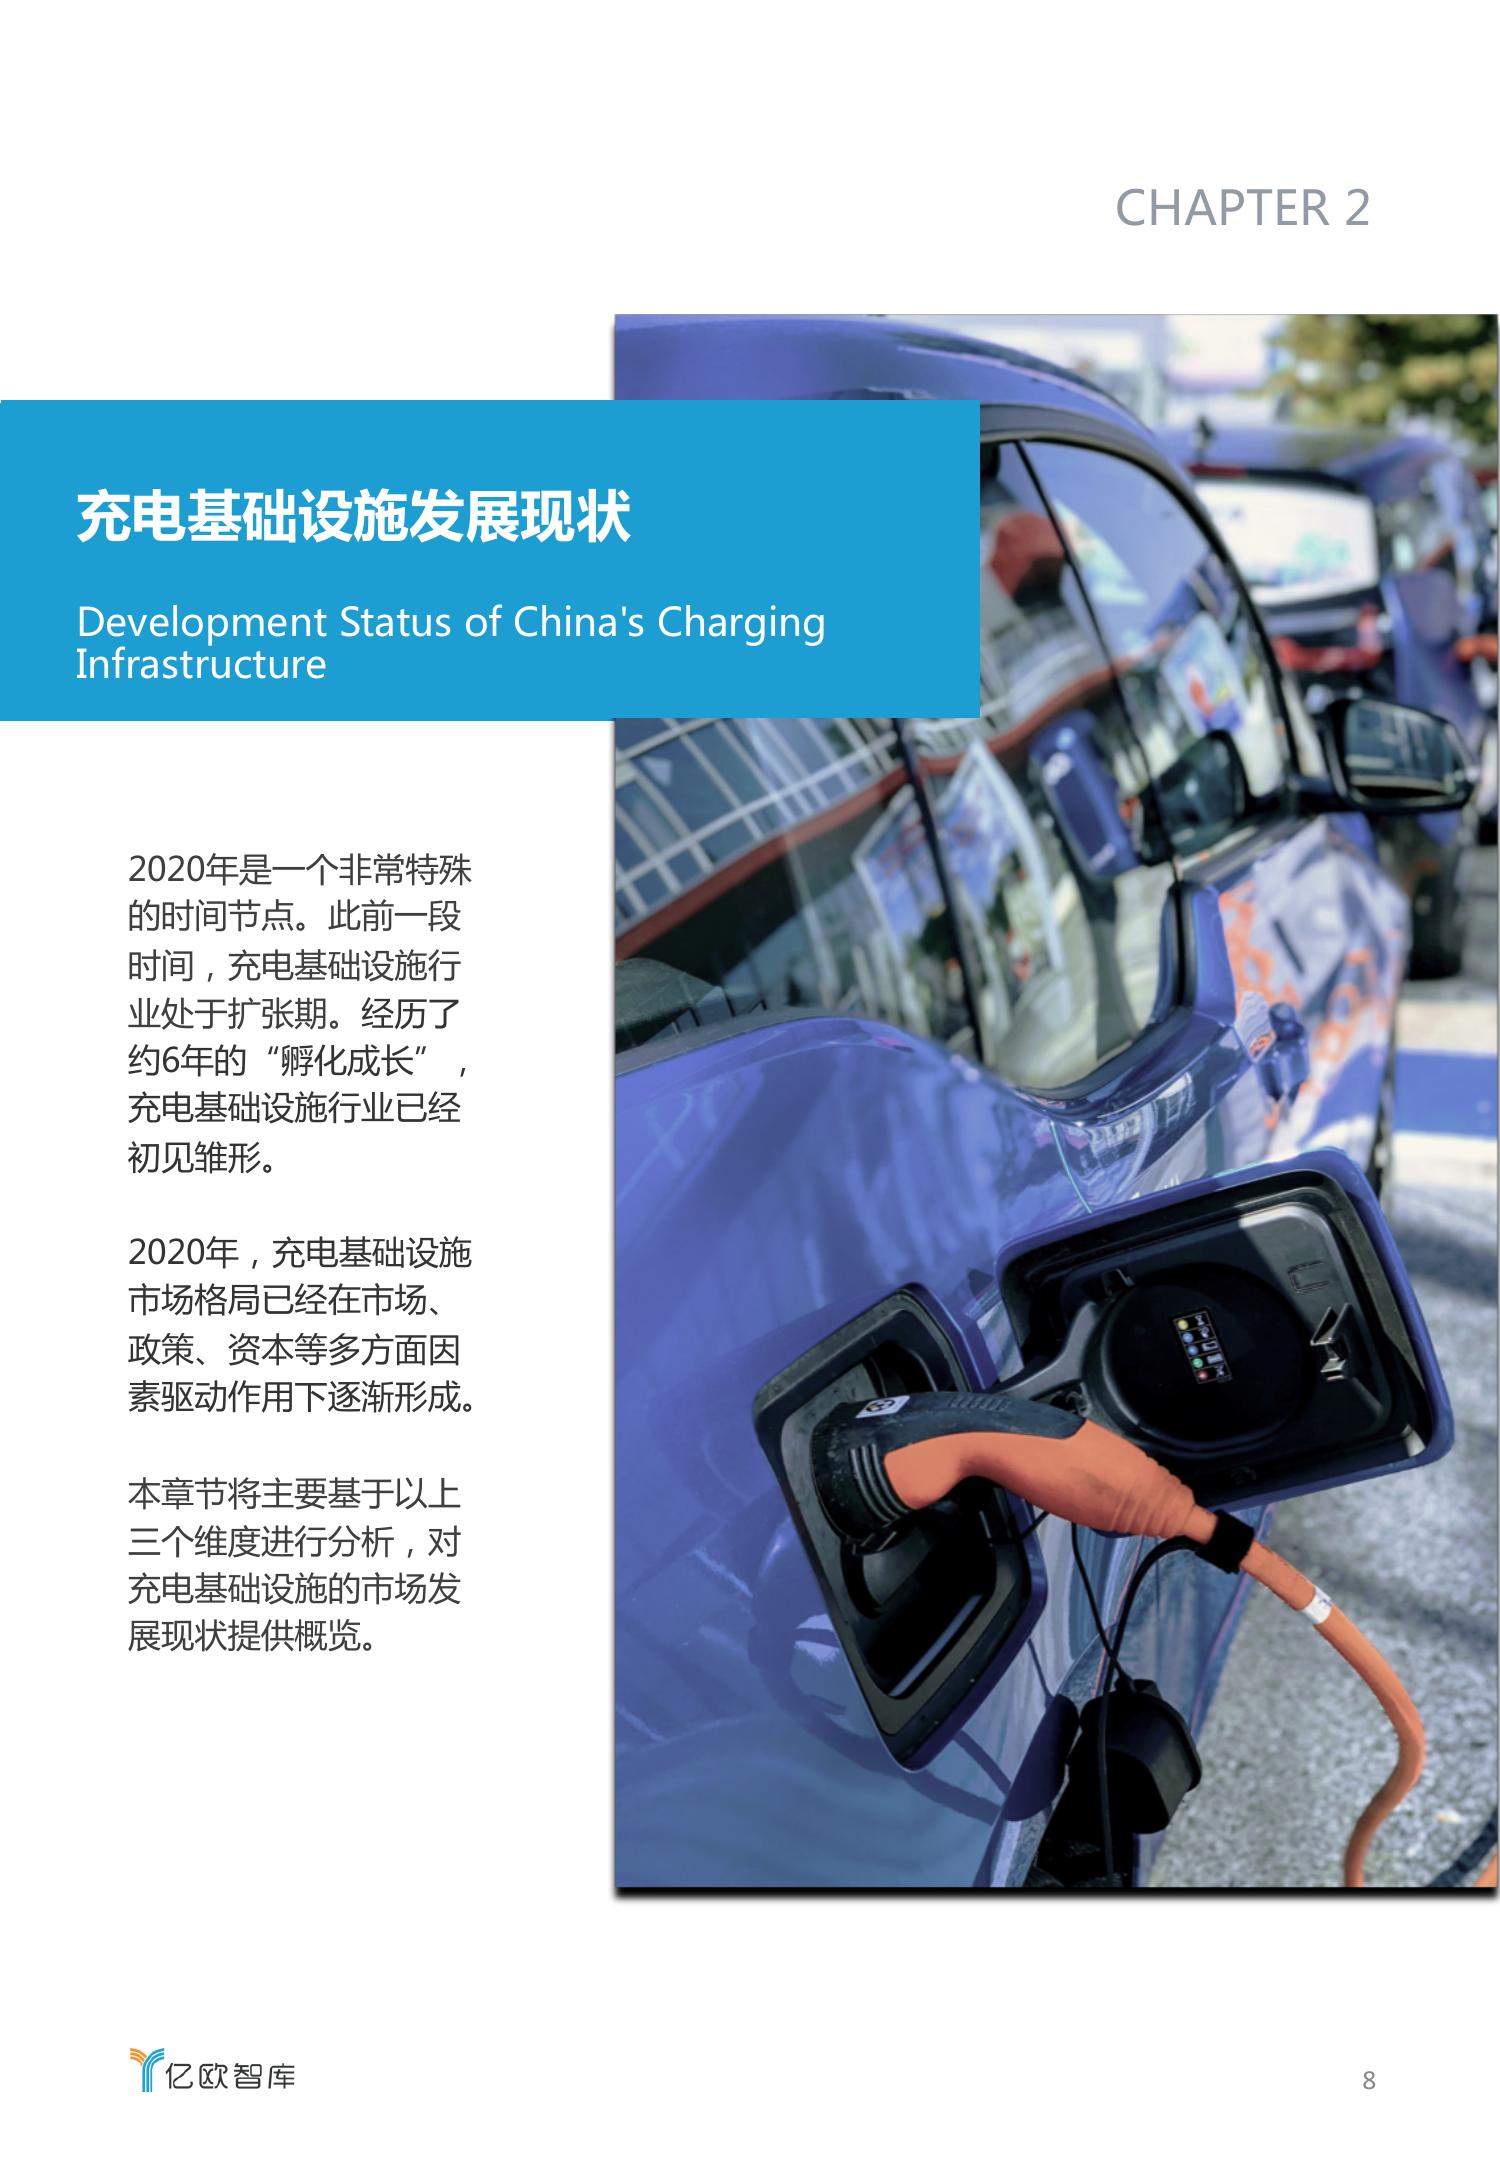 CHAPTER 2
充电基础设施发展现状
Development Status of China's Charging
Infrastructure
2020年是一个非常特殊
的时间节点。此前一段
时间，充电基础设施行
业处于扩张期。经历了
约6年的“孵化成长”，
充电基础设施行业已经
初见雏形。
2020年，充电基础设施
市场格局已经在市场、
政策、资本等多方面因
素驱动作用下逐渐形成。
本章节将主要基于以上
三个维度进行分析，对
充电基础设施的市场发
展现状提供概览。
亿欧智库
8